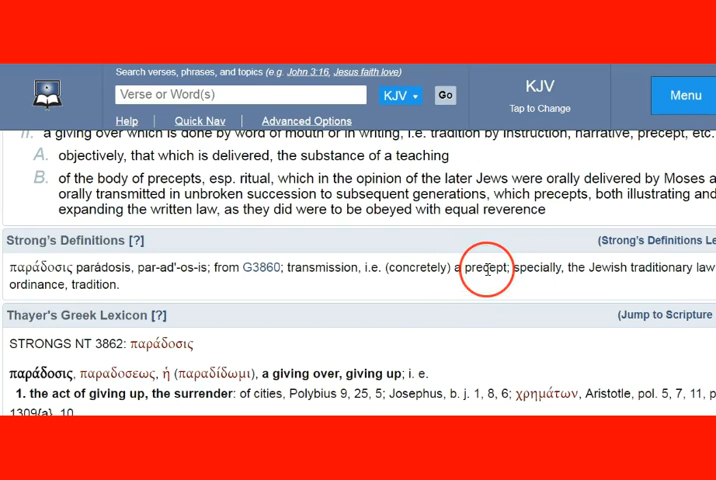 Search verses, phrases, and topics (e.g. John 3:16, Jesus faith love)
KJV
Verse or Word(s)
KJV
Go
Tap to Change
Menu
Help
Quick Nav
Advanced Options
II. a giving over which is done by word of mouth or in writing, i.e. tradition by instruction, narrative, precept, etc.
A. objectively, that which is delivered, the substance of a teaching
B. of the body of precepts, esp. ritual, which in the opinion of the later Jews were orally delivered by Moses a
orally transmitted in unbroken succession to subsequent generations, which precepts, both illustrating and
expanding the written law, as they did were to be obeyed with equal reverence
Strong's Definitions [?] (Strong's Definitions Le
παράδοσις parádosis, par-ad'-os-is; from G3860; transmission, i.e. (concretely) a precept; specially, the Jewish traditionary law
ordinance, tradition.
Thayer's Greek Lexicon [?] (Jump to Scripture
STRONGS NT 3862: παράδοσις
παράδοσις, παραδοσεως, ἡ (παραδίδωμι), a giving over, giving up; i. e.
1. the act of giving up, the surrender: of cities, Polybius 9, 25, 5; Josephus, b. j. 1, 8, 6; χρημάτων, Aristotle, pol. 5, 7, 11, p
1309{a}, 10